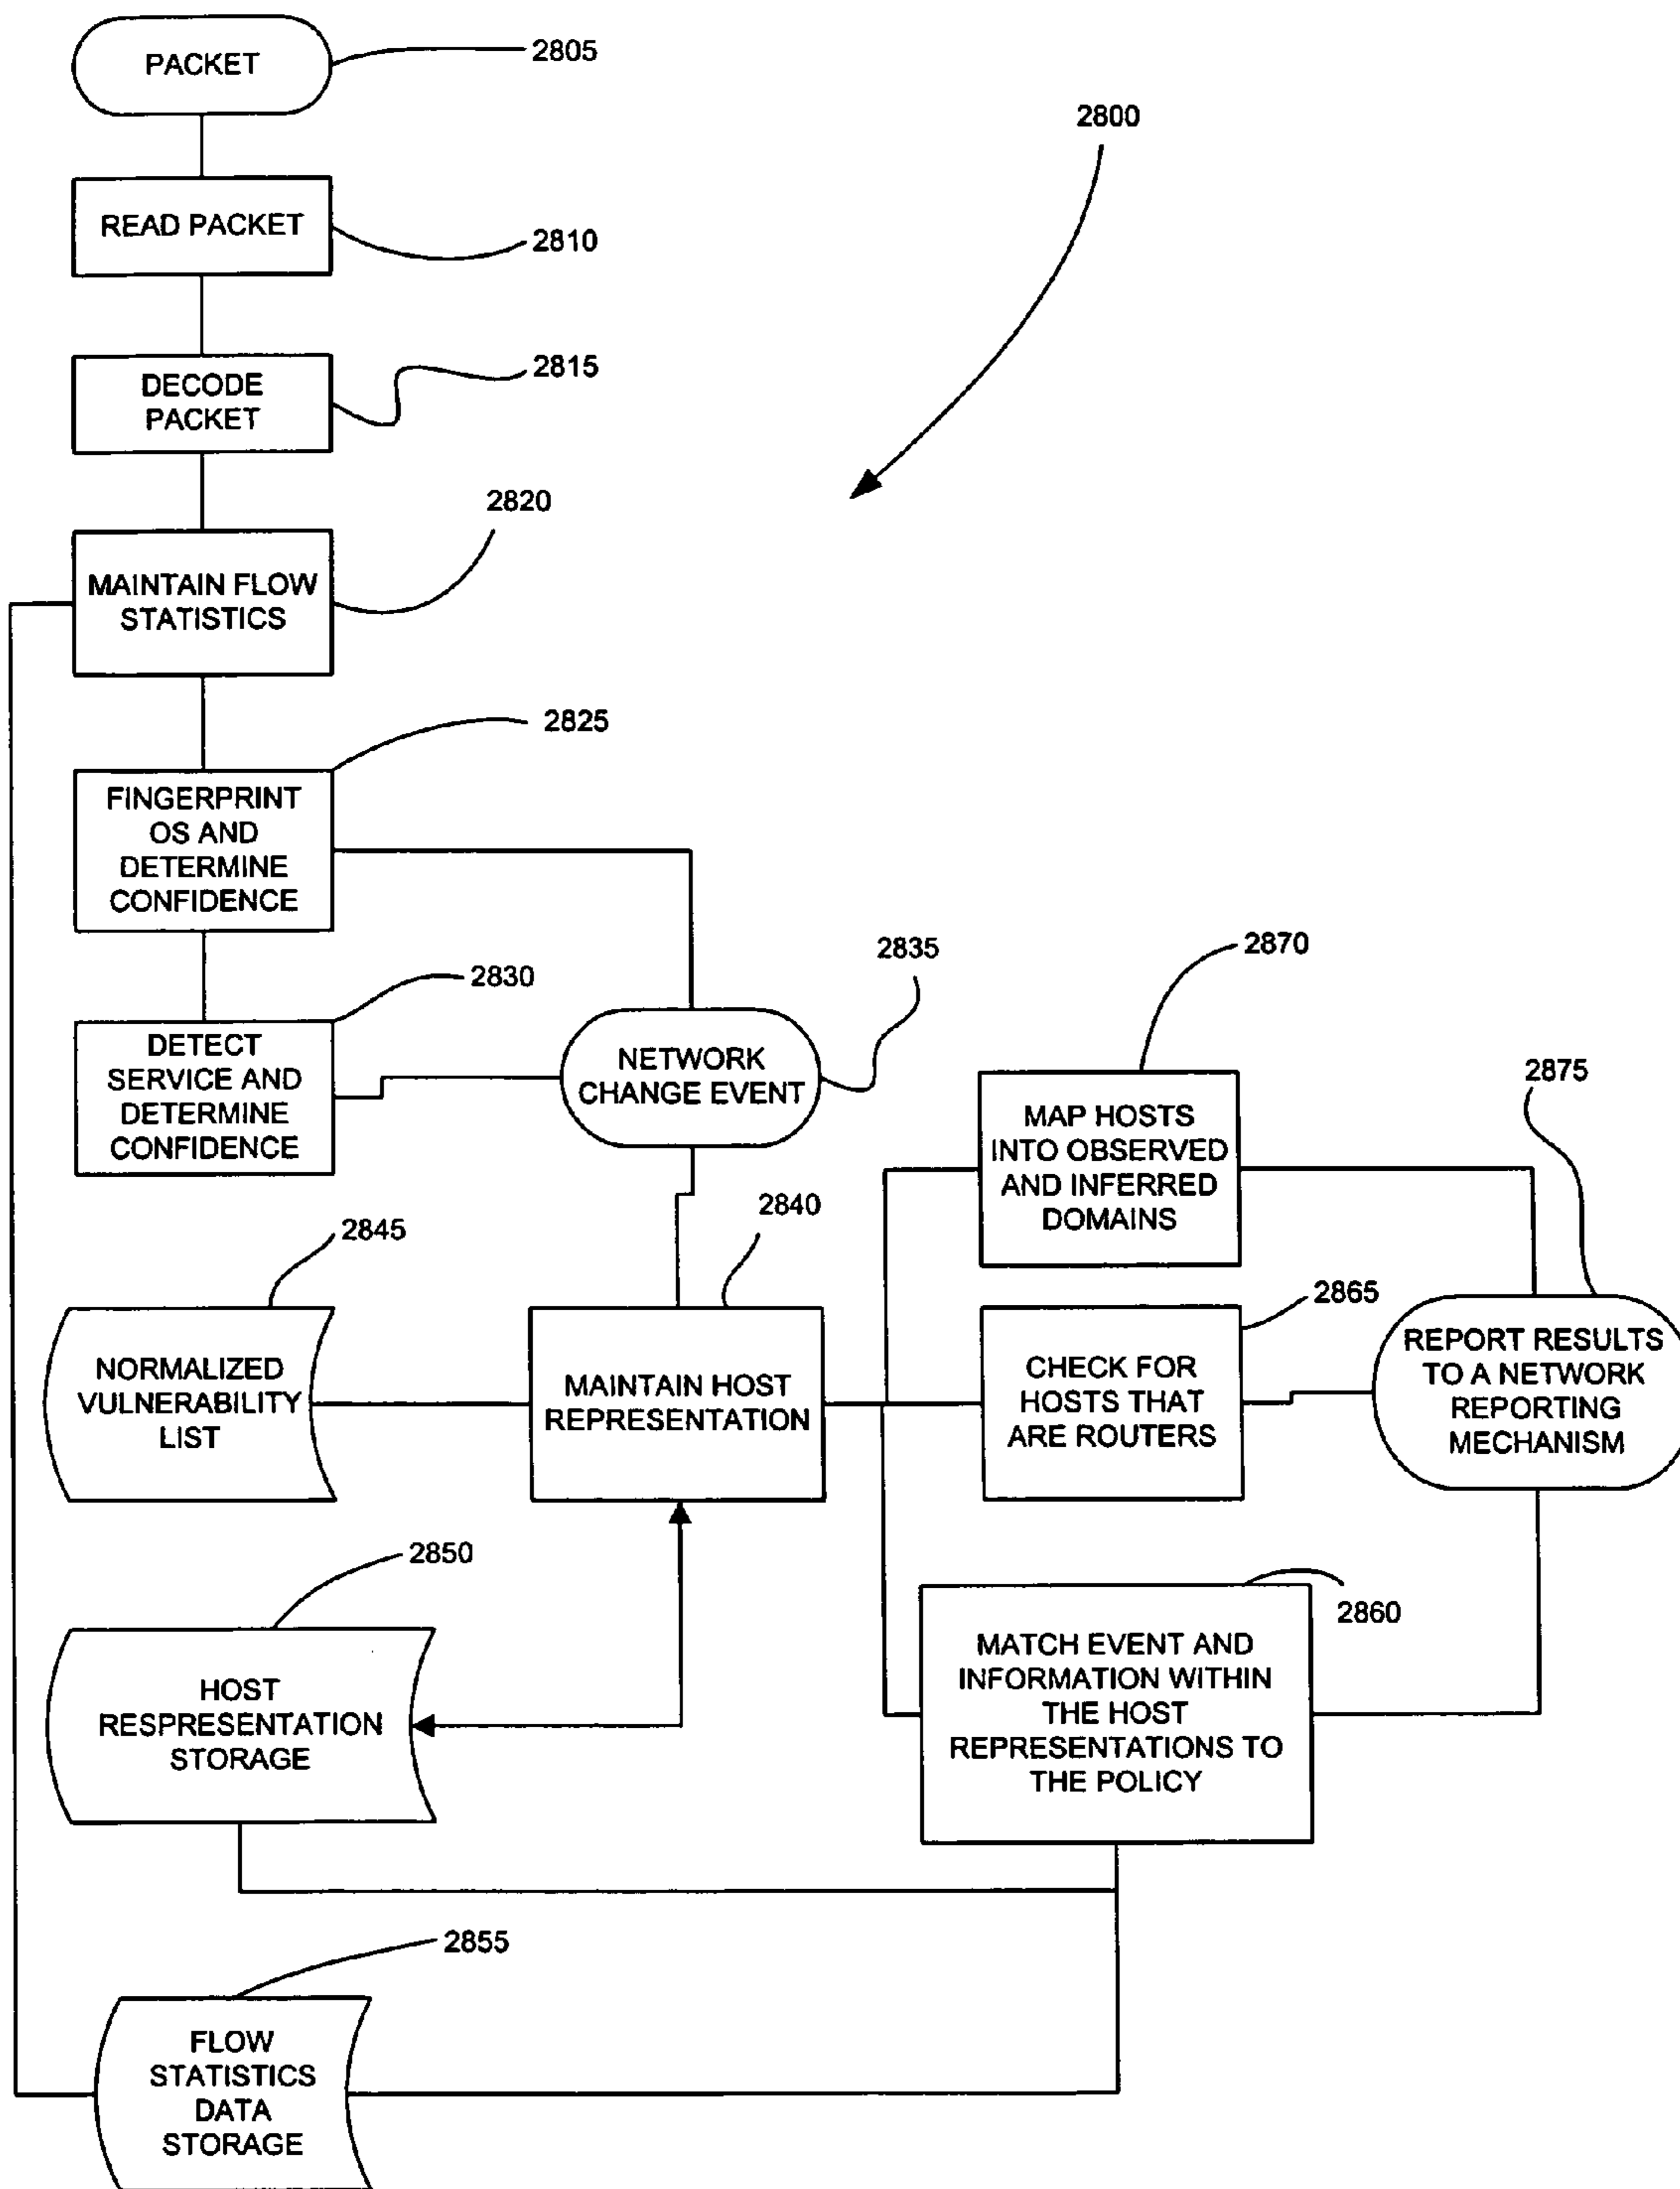 PACKET
2805
2800
READ PACKET
2810
DECODE
PACKET
2815
2820
MAINTAIN FLOW
STATISTICS
2825
FINGERPRINT
OS AND
DETERMINE
CONFIDENCE
2830
DETECT
SERVICE AND
DETERMINE
CONFIDENCE
2835
NETWORK
CHANGE EVENT
2870
MAP HOSTS
INTO OBSERVED
AND INFERRED
DOMAINS
2875
REPORT RESULTS
TO A NETWORK
REPORTING
MECHANISM
2845
NORMALIZED
VULNERABILITY
LIST
2840
MAINTAIN HOST
REPRESENTATION
2865
CHECK FOR
HOSTS THAT
ARE ROUTERS
2850
HOST
RESPRESENTATION
STORAGE
2860
MATCH EVENT AND
INFORMATION WITHIN
THE HOST
REPRESENTATIONS TO
THE POLICY
2855
FLOW
STATISTICS
DATA
STORAGE